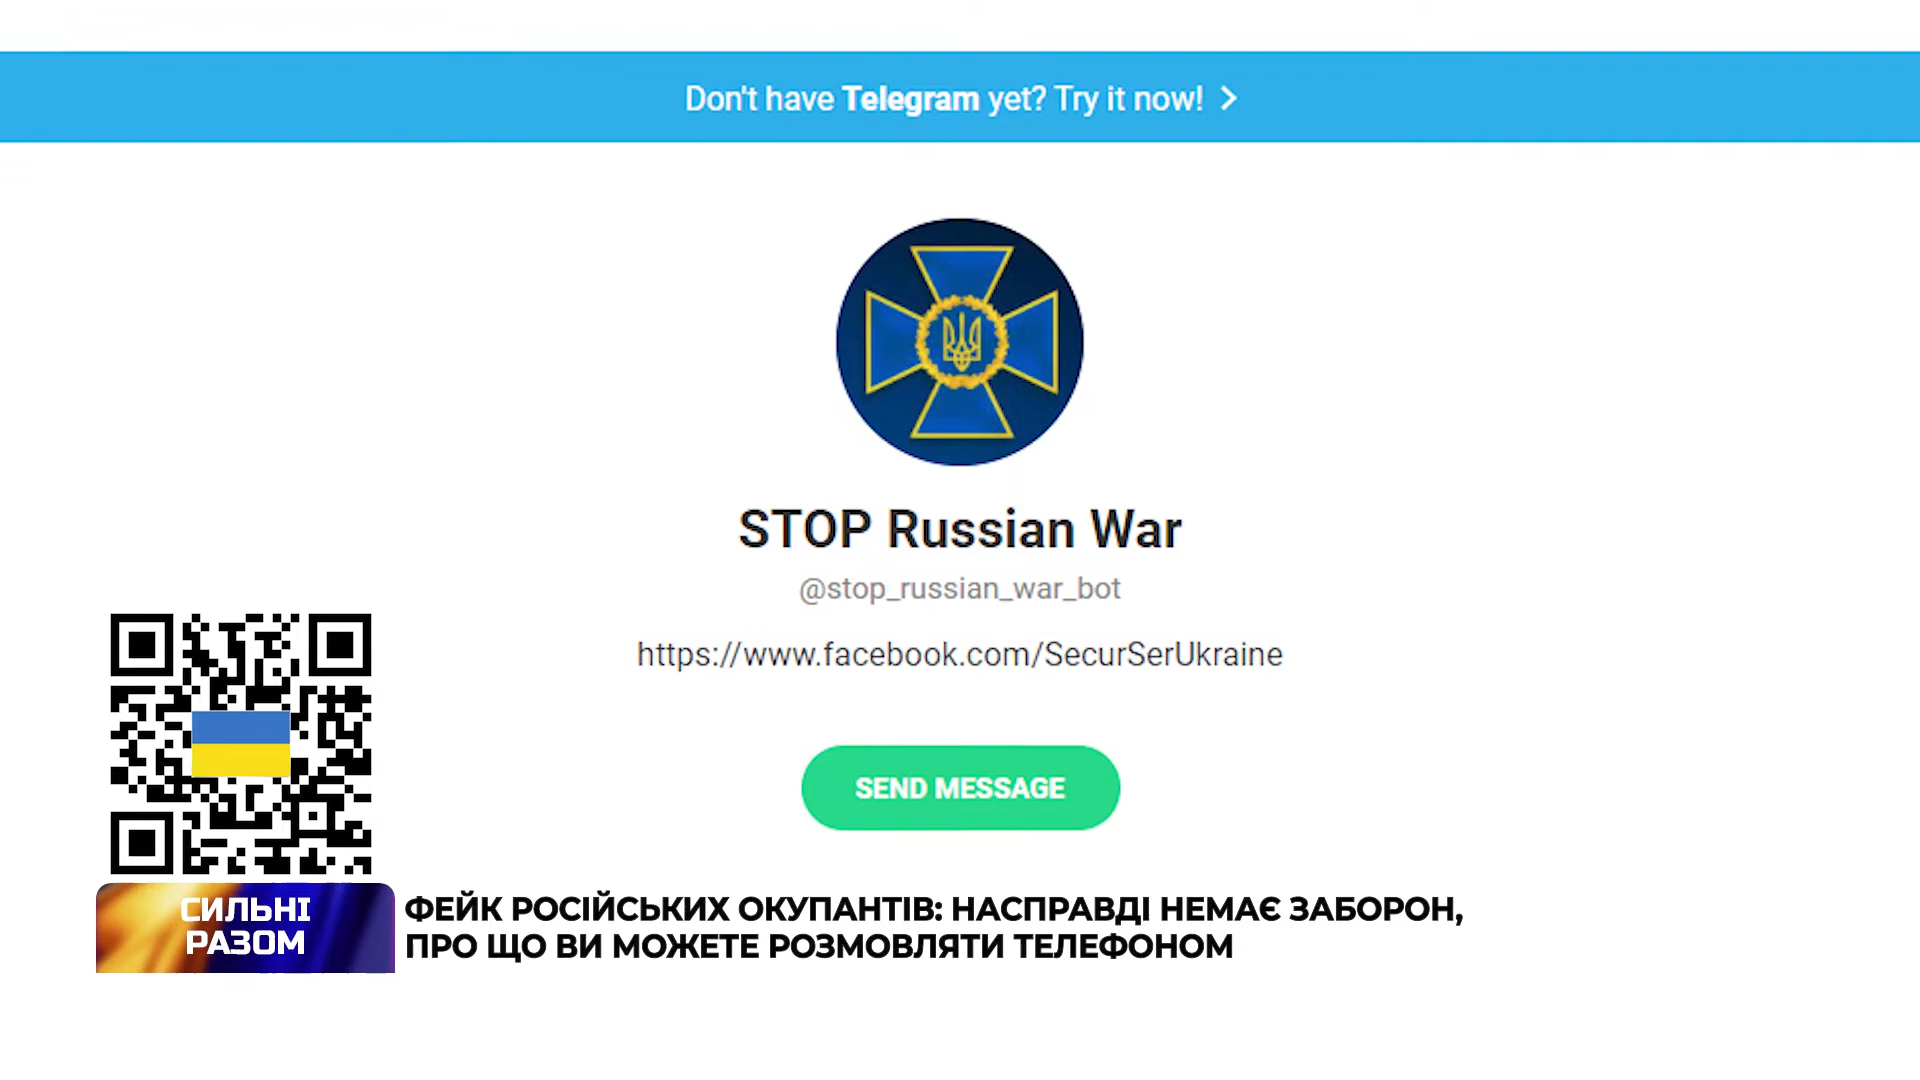 Don't have Telegram yet? Try it now!
STOP Russian War
@stop_russian_war_bot
https://www.facebook.com/SecurSerUkraine
SEND MESSAGE
СИЛЬНІ
РАЗОМ
ФЕЙК РОСІЙСЬКИХ ОКУПАНТІВ: НАСПРАВДІ НЕМАЄ ЗАБОРОН,
ПРО ЩО ВИ МОЖЕТЕ РОЗМОВЛЯТИ ТЕЛЕФОНОМ